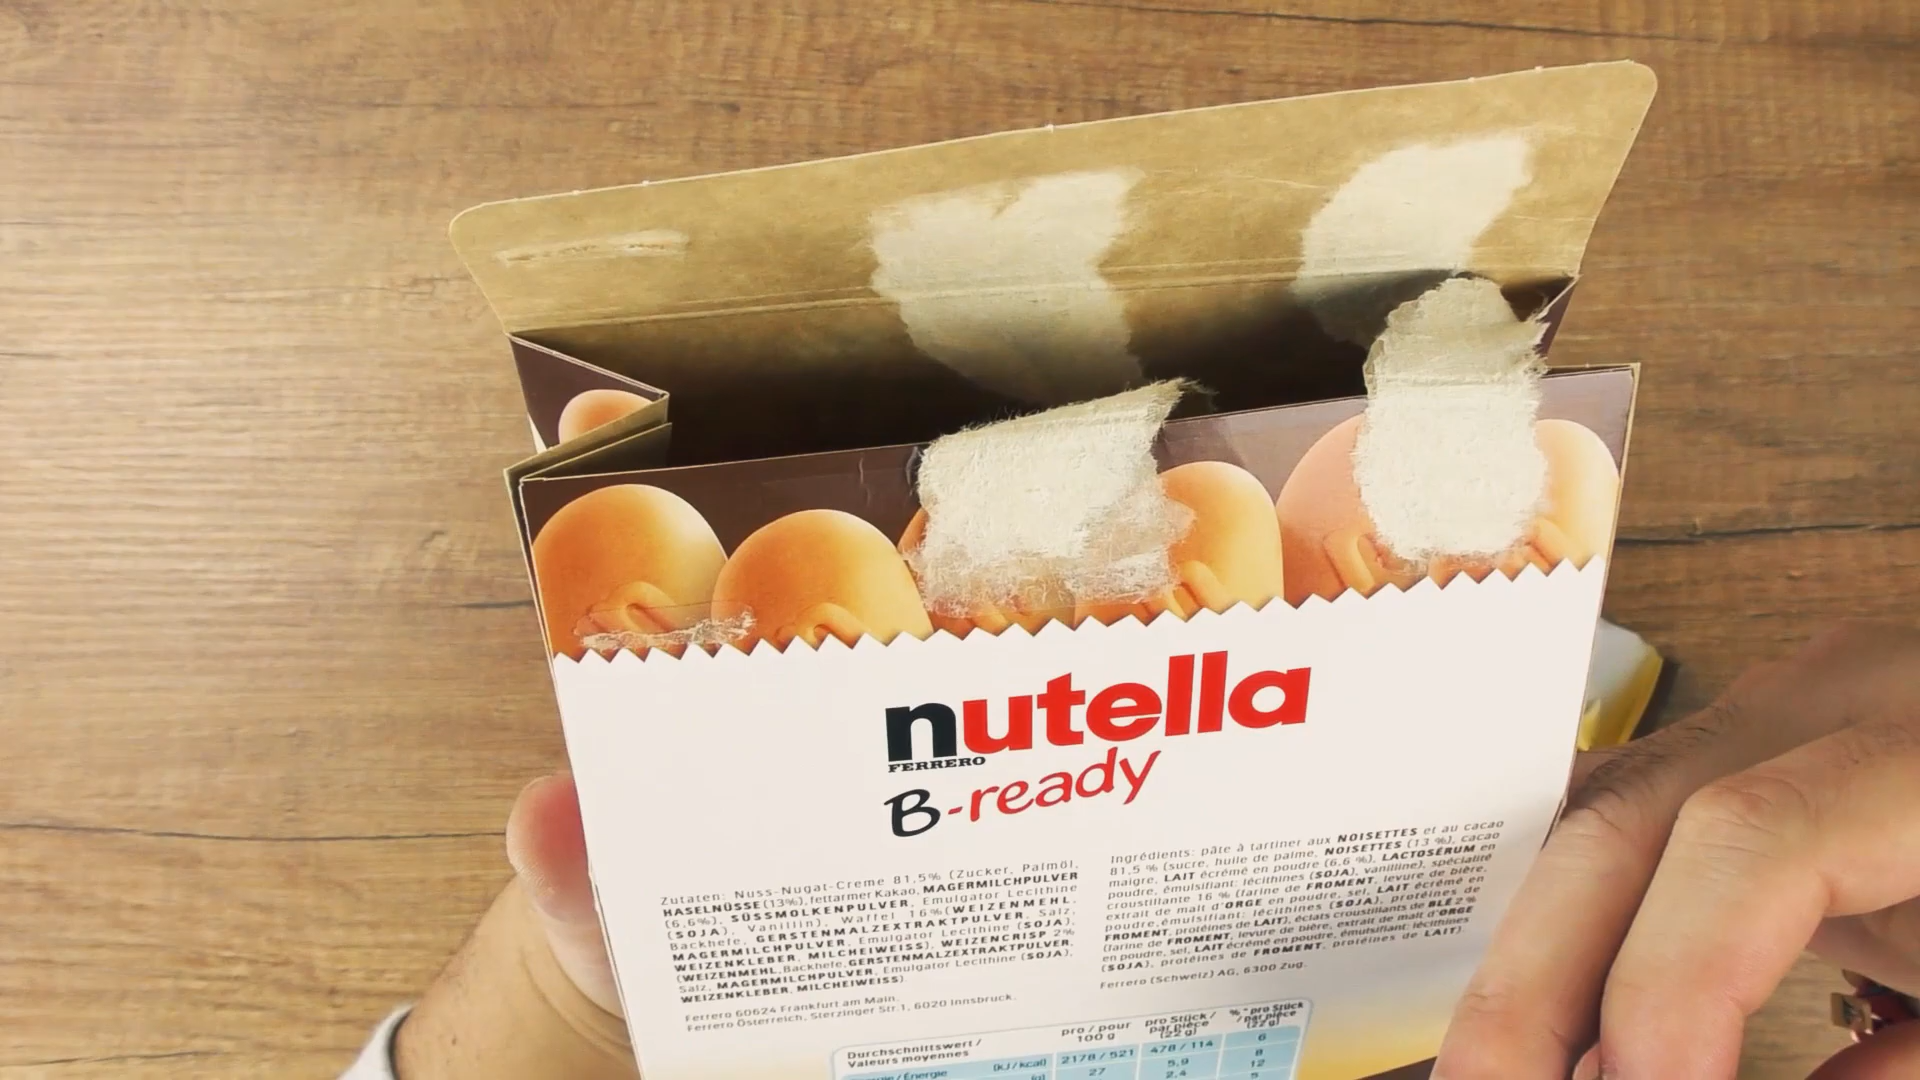 nutella
FERRERO
B-ready
Zutaten: Nuss-Nugat-Creme 81,5% (Zucker, Palmöl,
HASELNÜSSE (13%), fettarmer Kakao, MAGERMILCHPULVER
(6,6%), SÜSSMOLKENPULVER, Emulgator Lecithine
(SOJA), Vanillin), Waffel 16% (WEIZENMEHL,
Backhefe, GERSTENMALZEXTRAKTPULVER, Salz,
MAGERMILCHPULVER, Emulgator Lecithine (SOJA),
WEIZENKLEBER, MILCHEIWEISS), WEIZENCRISP 2%
(WEIZENMEHL, Backhefe, GERSTENMALZEXTRAKTPULVER,
Salz, MAGERMILCHPULVER, Emulgator Lecithine (SOJA),
WEIZENKLEBER, MILCHEIWEISS).
Ferrero 60624 Frankfurt am Main.
Ferrero Österreich, Sterzinger Str.1, 6020 Innsbruck.
Ingrédients: pâte à tartiner aux NOISETTES et au cacao
81,5 % (sucre, huile de palme, NOISETTES (13 %), cacao
maigre, LAIT écrémé en poudre (6,6 %), LACTOSÉRUM en
poudre, émulsifiant: lécithines (SOJA), vanilline), spécialité
croustillante 16 % (farine de FROMENT, levure de bière,
extrait de malt d'ORGE en poudre, sel, LAIT écrémé en
poudre, émulsifiant: lécithines (SOJA), protéines de
FROMENT, protéines de LAIT), éclats croustillants de BLÉ 2 %
(farine de FROMENT, levure de bière, extrait de malt d'ORGE
en poudre, sel, LAIT écrémé en poudre, émulsifiant: lécithines
(SOJA), protéines de FROMENT, protéines de LAIT).
Ferrero (Schweiz) AG, 6300 Zug.
Durchschnittswert / pro / pour pro Stück / %* pro Stück
Valeurs moyennes 100 g par pièce / par pièce
(22 g) (22 g)
Énergie (kJ/kcal) 2178 / 521 478 / 114 6
(g) 27 5,9 8
2,4 12
5